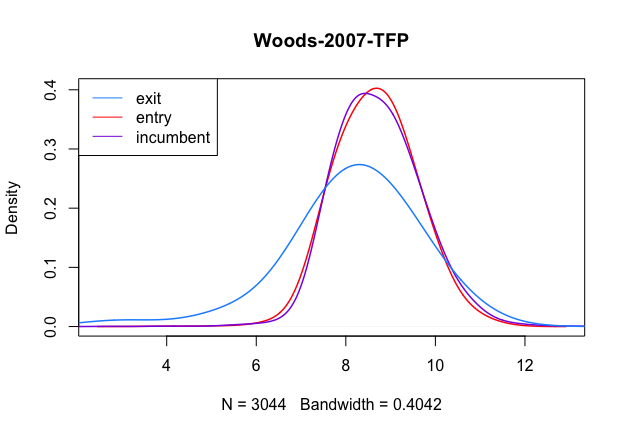 Woods-2007-TFP
exit
entry
incumbent
Density
0.0 0.1 0.2 0.3 0.4
4 6 8 10 12
N = 3044 Bandwidth = 0.4042